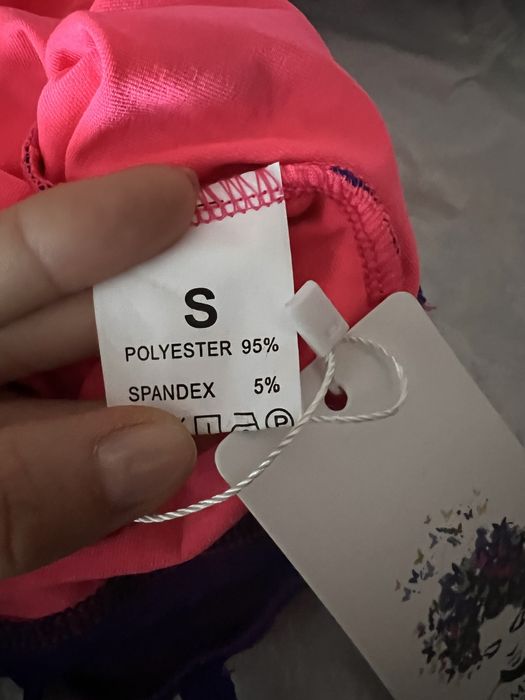 S
POLYESTER 95%
SPANDEX 5%
P